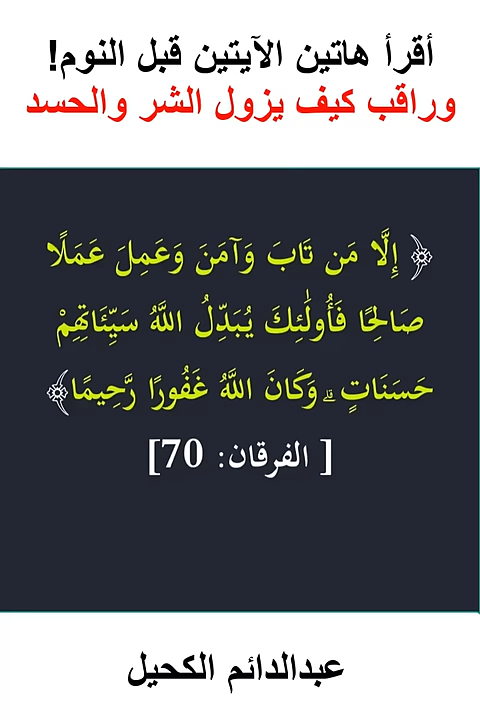 أقرأ هاتين الآيتين قبل النوم!
وراقب كيف يزول الشر والحسد
﴿ إِلَّا مَن تَابَ وَآمَنَ وَعَمِلَ عَمَلًا
صَالِحًا فَأُولَٰئِكَ يُبَدِّلُ اللَّهُ سَيِّئَاتِهِمْ
حَسَنَاتٍ ۗ وَكَانَ اللَّهُ غَفُورًا رَّحِيمًا ﴾
[ الفرقان: 70]
عبدالدائم الكحيل